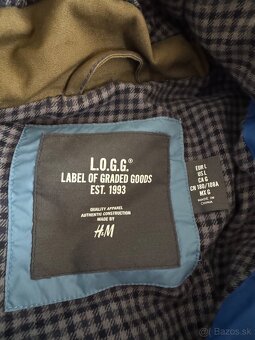 L.O.G.G.®
LABEL OF GRADED GOODS
EST. 1993
QUALITY APPAREL
AUTHENTIC CONSTRUCTION
MADE BY
H&M
EUR L
US L
CA G
CN 180/108A
MX G
MADE IN
CHINA
bazos.sk